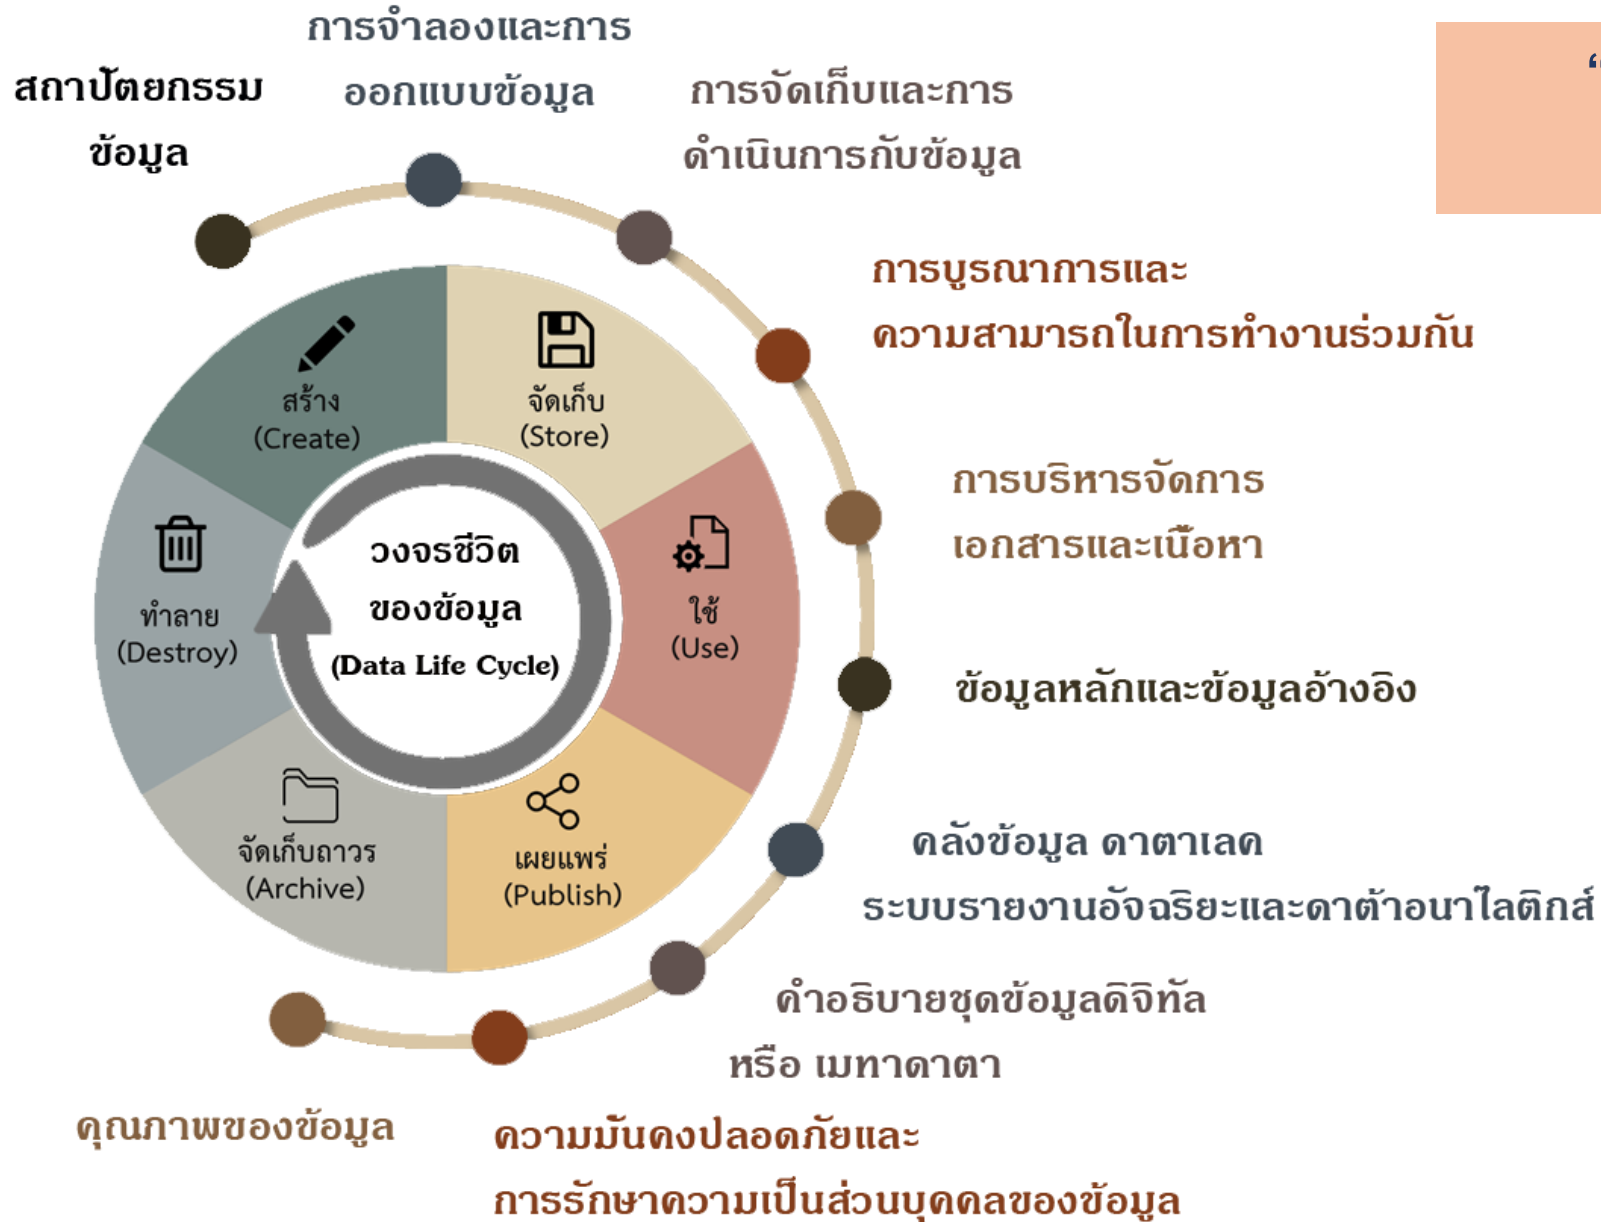 การจำลองและการ
ออกแบบข้อมูล
สถาปัตยกรรม
ข้อมูล
การจัดเก็บและการ
ดำเนินการกับข้อมูล
“
การบูรณาการและ
ความสามารถในการทำงานร่วมกัน
การบริหารจัดการ
เอกสารและเนื้อหา
ข้อมูลหลักและข้อมูลอ้างอิง
คลังข้อมูล ดาตาเลค
ระบบรายงานอัจฉริยะและดาต้าอนาไลติกส์
คำอธิบายชุดข้อมูลดิจิทัล
หรือ เมทาดาตา
ความมั่นคงปลอดภัยและ
การรักษาความเป็นส่วนบุคคลของข้อมูล
คุณภาพของข้อมูล
สร้าง
(Create)
จัดเก็บ
(Store)
ใช้
(Use)
เผยแพร่
(Publish)
จัดเก็บถาวร
(Archive)
ทำลาย
(Destroy)
วงจรชีวิต
ของข้อมูล
(Data Life Cycle)